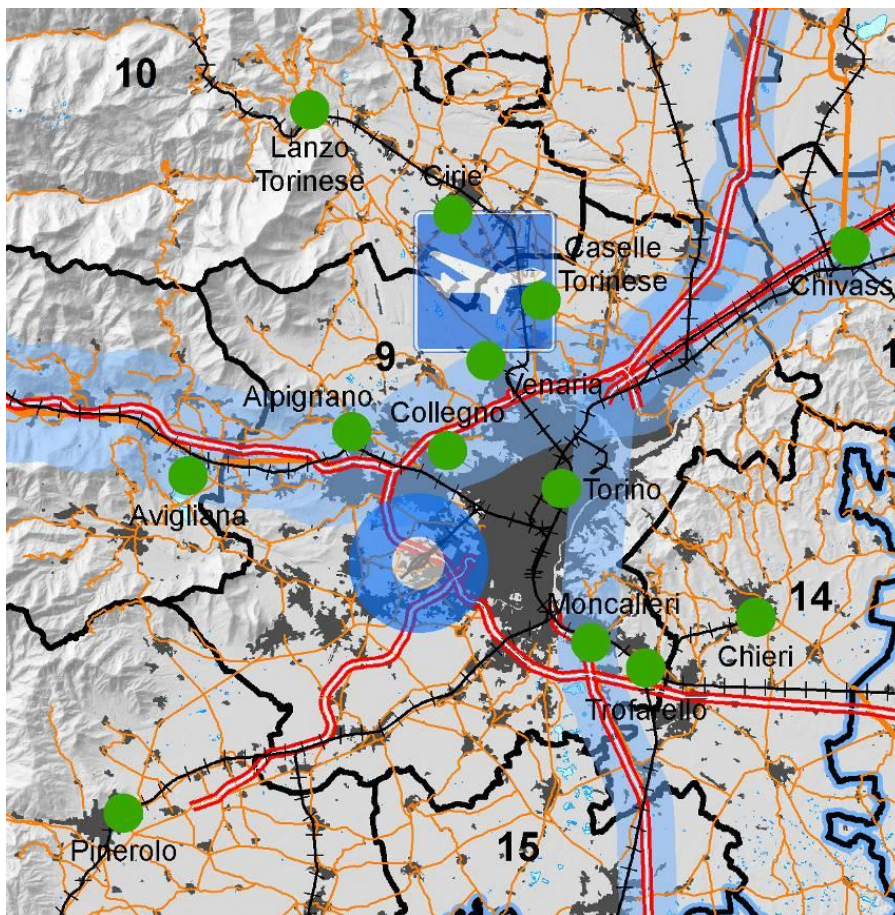 10
Lanzo
Torinese
Cirie
Caselle
Torinese
Chivass
9
1
Venaria
Alpignano
Collegno
Torino
Avigliana
Moncalieri
14
Chieri
Trofarello
Pinerolo
15